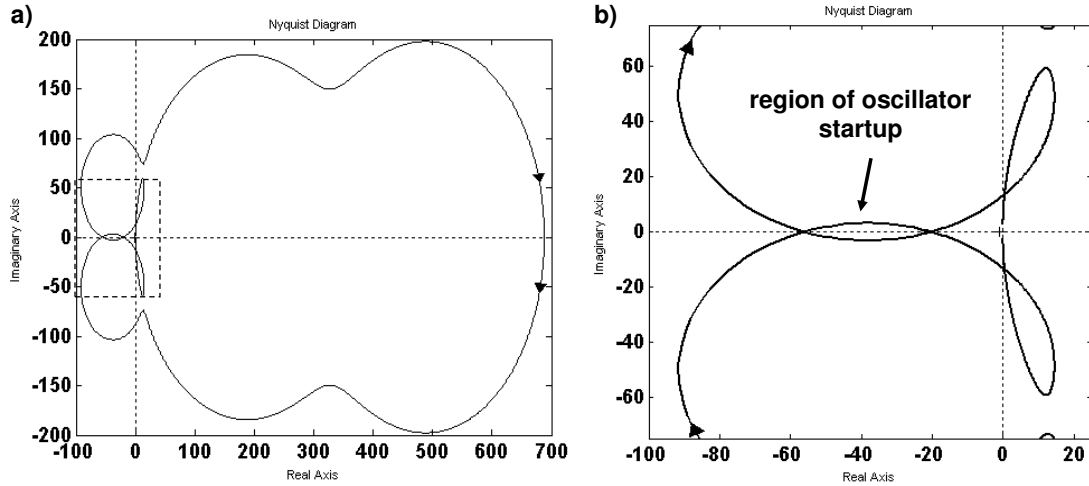 a)
Nyquist Diagram
Imaginary Axis
200
150
100
50
0
-50
-100
-150
-200
-100 0 100 200 300 400 500 600 700
Real Axis
b)
Nyquist Diagram
region of oscillator
startup
Imaginary Axis
60
40
20
0
-20
-40
-60
-100 -80 -60 -40 -20 0 20
Real Axis